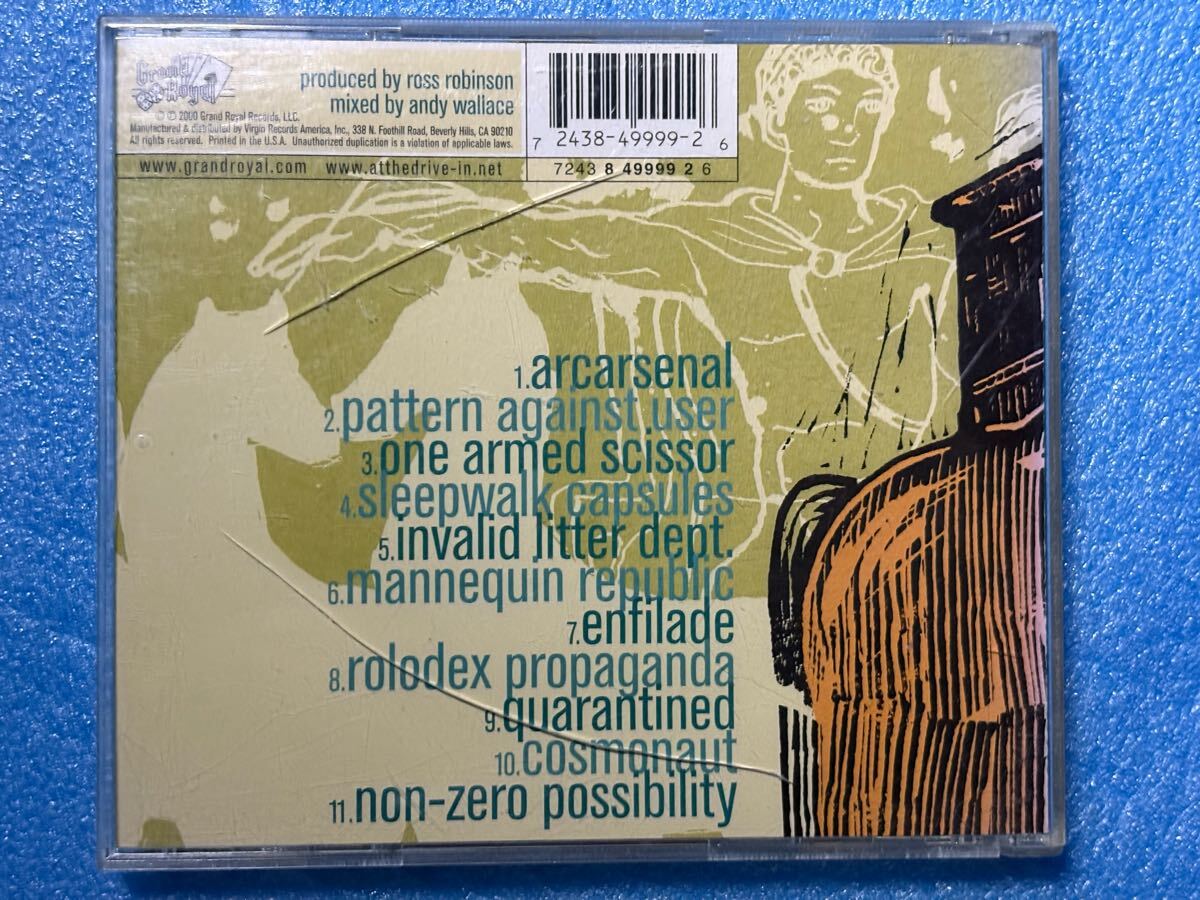 Grand
Royal
produced by ross robinson
mixed by andy wallace
℗ © 2000 Grand Royal Records, LLC.
Manufactured & distributed by Virgin Records America, Inc., 338 N. Foothill Road, Beverly Hills, CA 90210
All rights reserved. Printed in the U.S.A. Unauthorized duplication is a violation of applicable laws.
www.grandroyal.com www.atthedrive-in.net
7 2438-49999-2 6
7243 8 49999 2 6
1.arcarsenal
2.pattern against user
3.one armed scissor
4.sleepwalk capsules
5.invalid litter dept.
6.mannequin republic
7.enfilade
8.rolodex propaganda
9.quarantined
10.cosmonaut
11.non-zero possibility